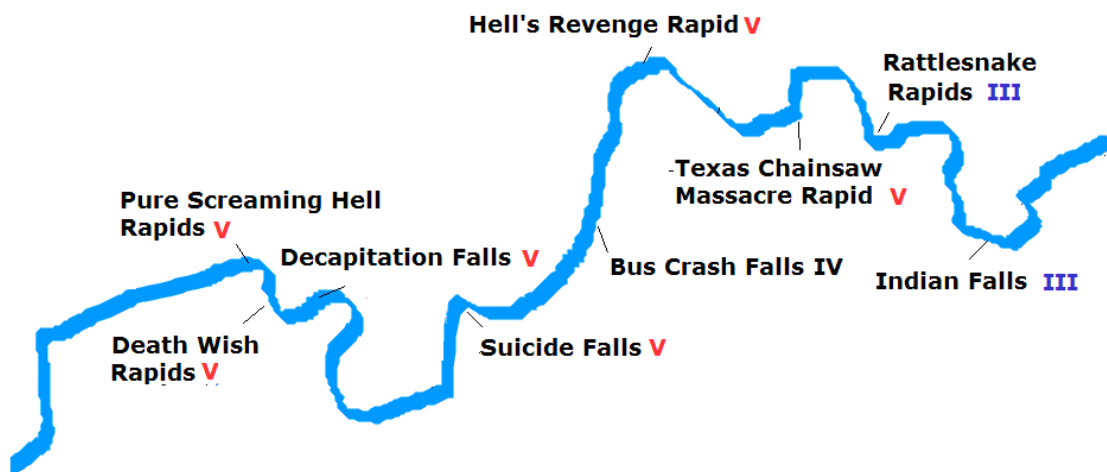 Hell's Revenge Rapid V
Rattlesnake
Rapids III
Texas Chainsaw
Massacre Rapid V
Pure Screaming Hell
Rapids V
Decapitation Falls V
Bus Crash Falls IV
Indian Falls III
Death Wish
Rapids V
Suicide Falls V